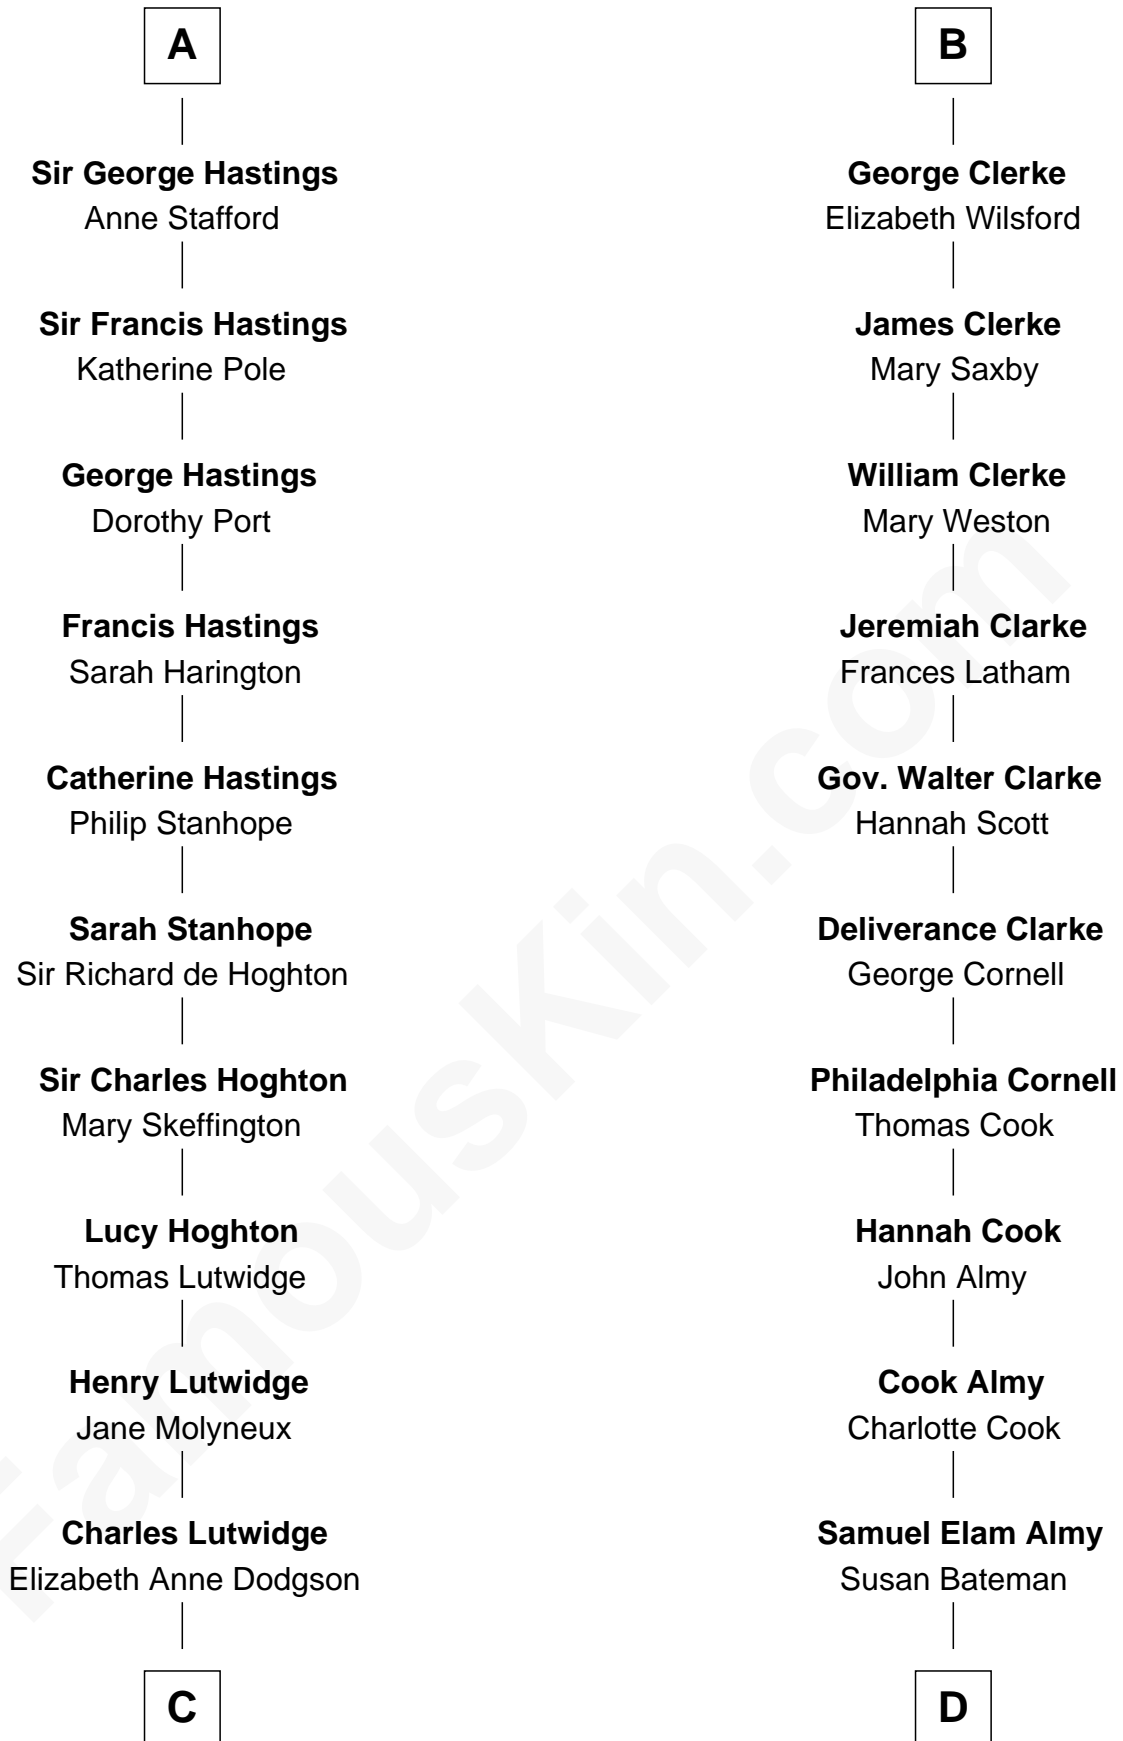 A
Sir George Hastings
Anne Stafford
Sir Francis Hastings
Katherine Pole
George Hastings
Dorothy Port
Francis Hastings
Sarah Harington
Catherine Hastings
Philip Stanhope
Sarah Stanhope
Sir Richard de Hoghton
Sir Charles Hoghton
Mary Skeffington
Lucy Hoghton
Thomas Lutwidge
Henry Lutwidge
Jane Molyneux
Charles Lutwidge
Elizabeth Anne Dodgson
C
B
George Clerke
Elizabeth Wilsford
James Clerke
Mary Saxby
William Clerke
Mary Weston
Jeremiah Clarke
Frances Latham
Gov. Walter Clarke
Hannah Scott
Deliverance Clarke
George Cornell
Philadelphia Cornell
Thomas Cook
Hannah Cook
John Almy
Cook Almy
Charlotte Cook
Samuel Elam Almy
Susan Bateman
D
FamousKin.com